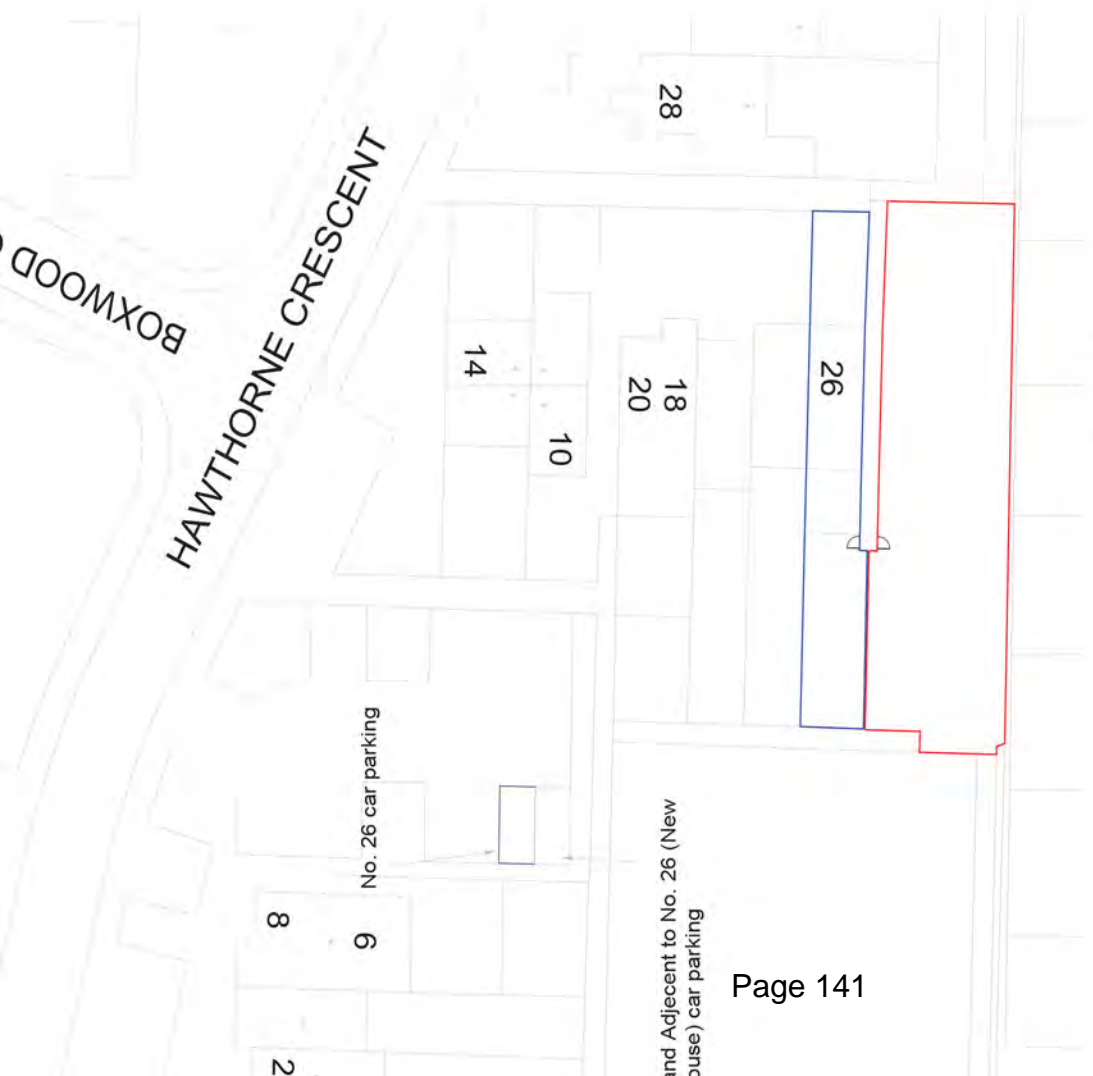 28
HAWTHORNE CRESCENT
BOXWOOD
14
10
18
20
26
No. 26 car parking
8
6
and Adjecent to No. 26 (New
ouse) car parking
Page 141
2